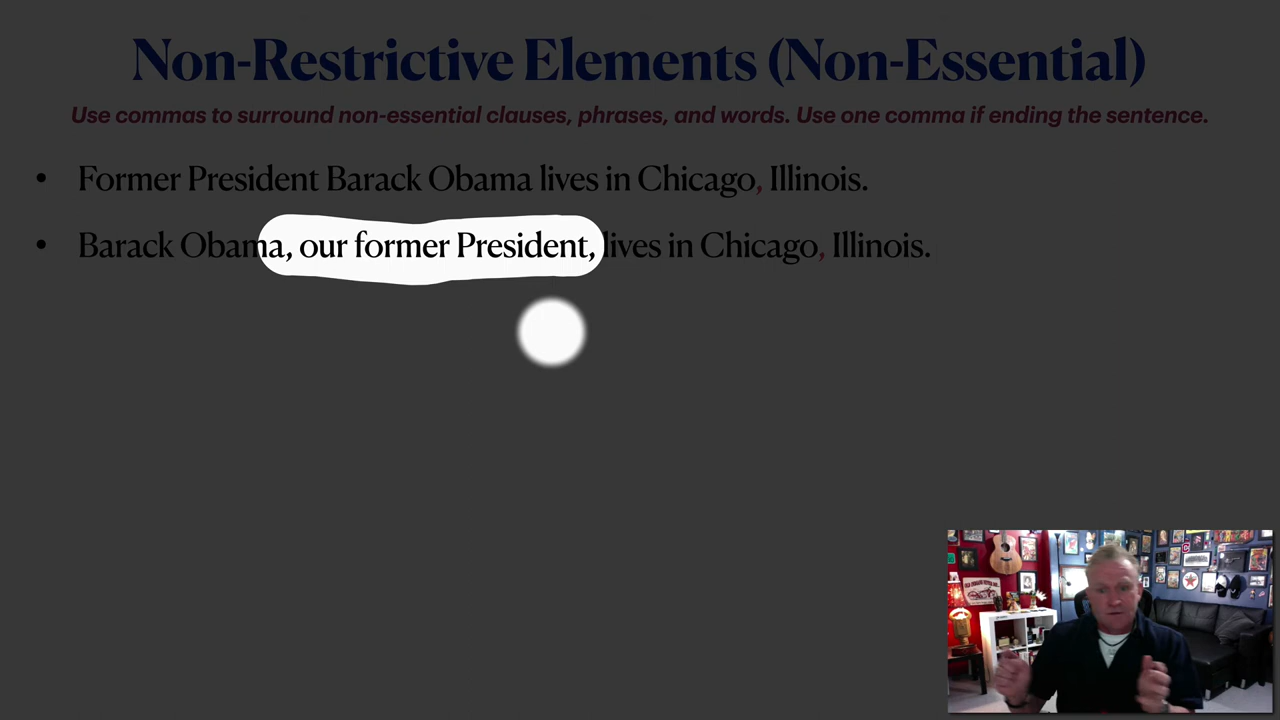 Non-Restrictive Elements (Non-Essential)
Use commas to surround non-essential clauses, phrases, and words. Use one comma if ending the sentence.
• Former President Barack Obama lives in Chicago, Illinois.
• Barack Obama, our former President, lives in Chicago, Illinois.